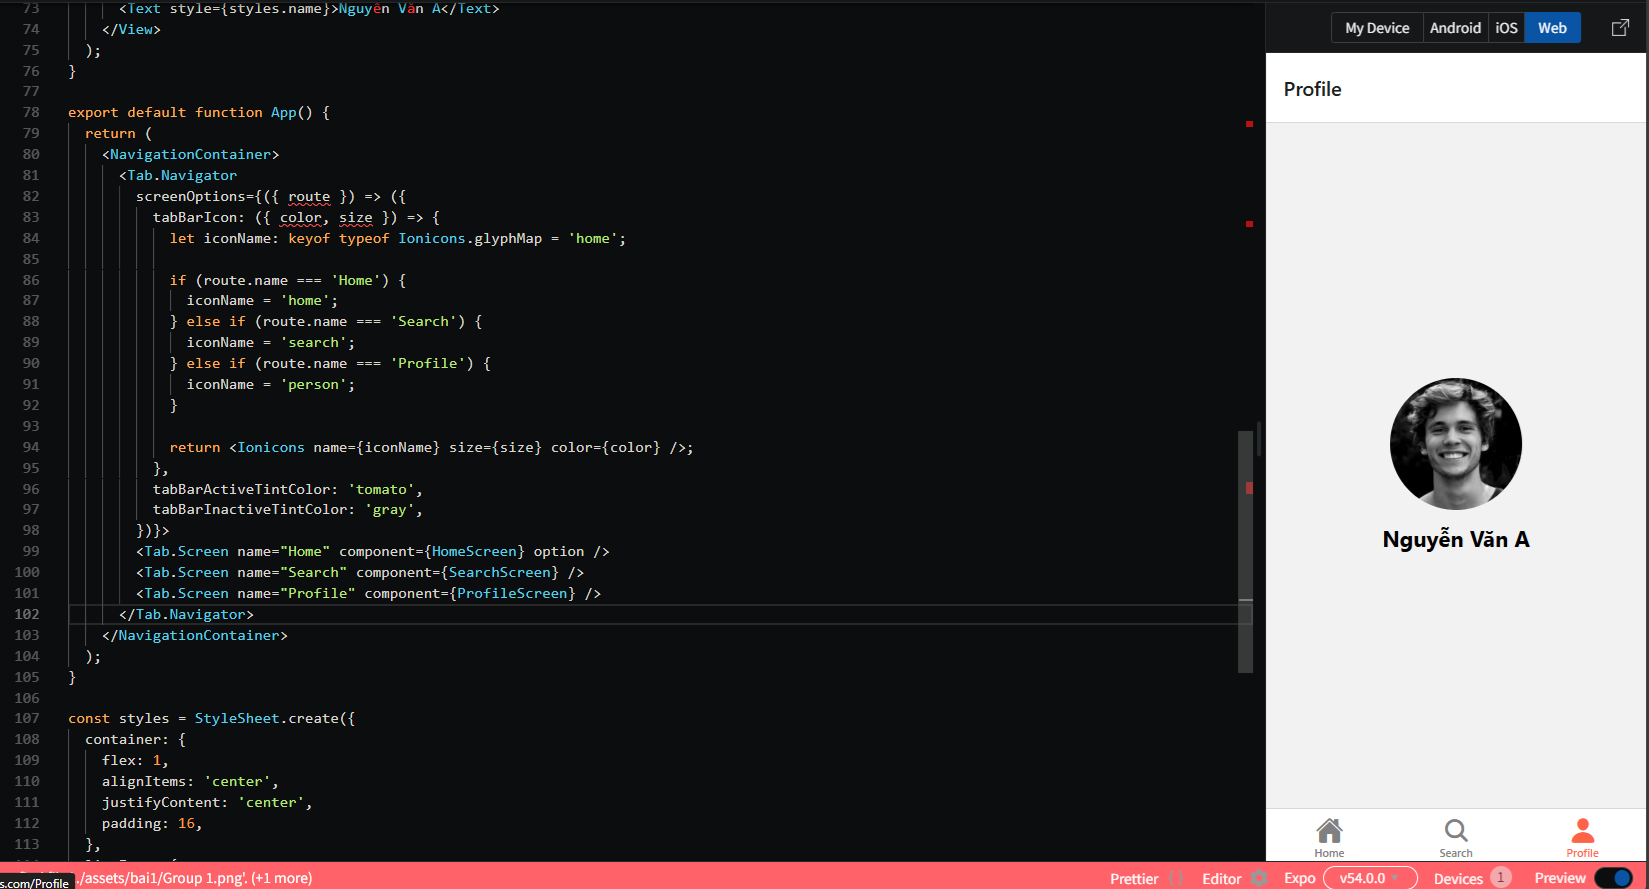 73 <Text style={styles.name}>Nguyễn Văn A</Text>
74 </View>
75 );
76 }
77
78 export default function App() {
79 return (
80 <NavigationContainer>
81 <Tab.Navigator
82 screenOptions={({ route }) => ({
83 tabBarIcon: ({ color, size }) => {
84 let iconName: keyof typeof Ionicons.glyphMap = 'home';
85
86 if (route.name === 'Home') {
87 iconName = 'home';
88 } else if (route.name === 'Search') {
89 iconName = 'search';
90 } else if (route.name === 'Profile') {
91 iconName = 'person';
92 }
93
94 return <Ionicons name={iconName} size={size} color={color} />;
95 },
96 tabBarActiveTintColor: 'tomato',
97 tabBarInactiveTintColor: 'gray',
98 })}>
99 <Tab.Screen name="Home" component={HomeScreen} option />
100 <Tab.Screen name="Search" component={SearchScreen} />
101 <Tab.Screen name="Profile" component={ProfileScreen} />
102 </Tab.Navigator>
103 </NavigationContainer>
104 );
105 }
106
107 const styles = StyleSheet.create({
108 container: {
109 flex: 1,
110 alignItems: 'center',
111 justifyContent: 'center',
112 padding: 16,
113 },
My Device Android iOS Web
Profile
Nguyễn Văn A
Home Search Profile
s.com/Profile ./assets/bai1/Group 1.png'. (+1 more) Prettier { } Editor Expo v54.0.0 Devices 1 Preview